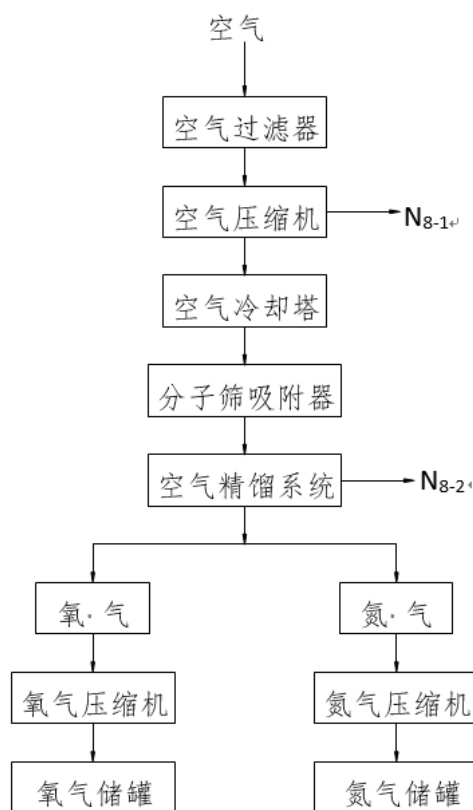 空气
空气过滤器
空气压缩机
N8-1↵
空气冷却塔
分子筛吸附器
空气精馏系统
N8-2↵
氧·气
氮·气
氧气压缩机
氮气压缩机
氧气储罐
氮气储罐